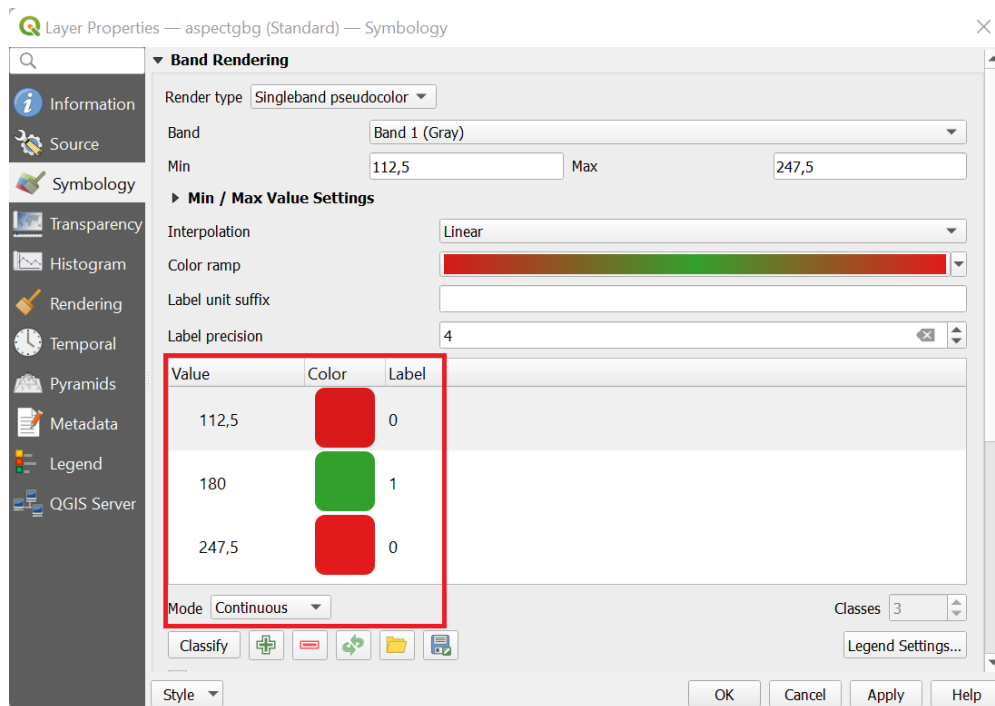 Layer Properties — aspectgbg (Standard) — Symbology
Information
Source
Symbology
Transparency
Histogram
Rendering
Temporal
Pyramids
Metadata
Legend
QGIS Server
Band Rendering
Render type Singleband pseudocolor
Band Band 1 (Gray)
Min 112,5 Max 247,5
Min / Max Value Settings
Interpolation Linear
Color ramp
Label unit suffix
Label precision 4
Value Color Label
112,5 0
180 1
247,5 0
Mode Continuous Classes 3
Classify Legend Settings...
Style OK Cancel Apply Help